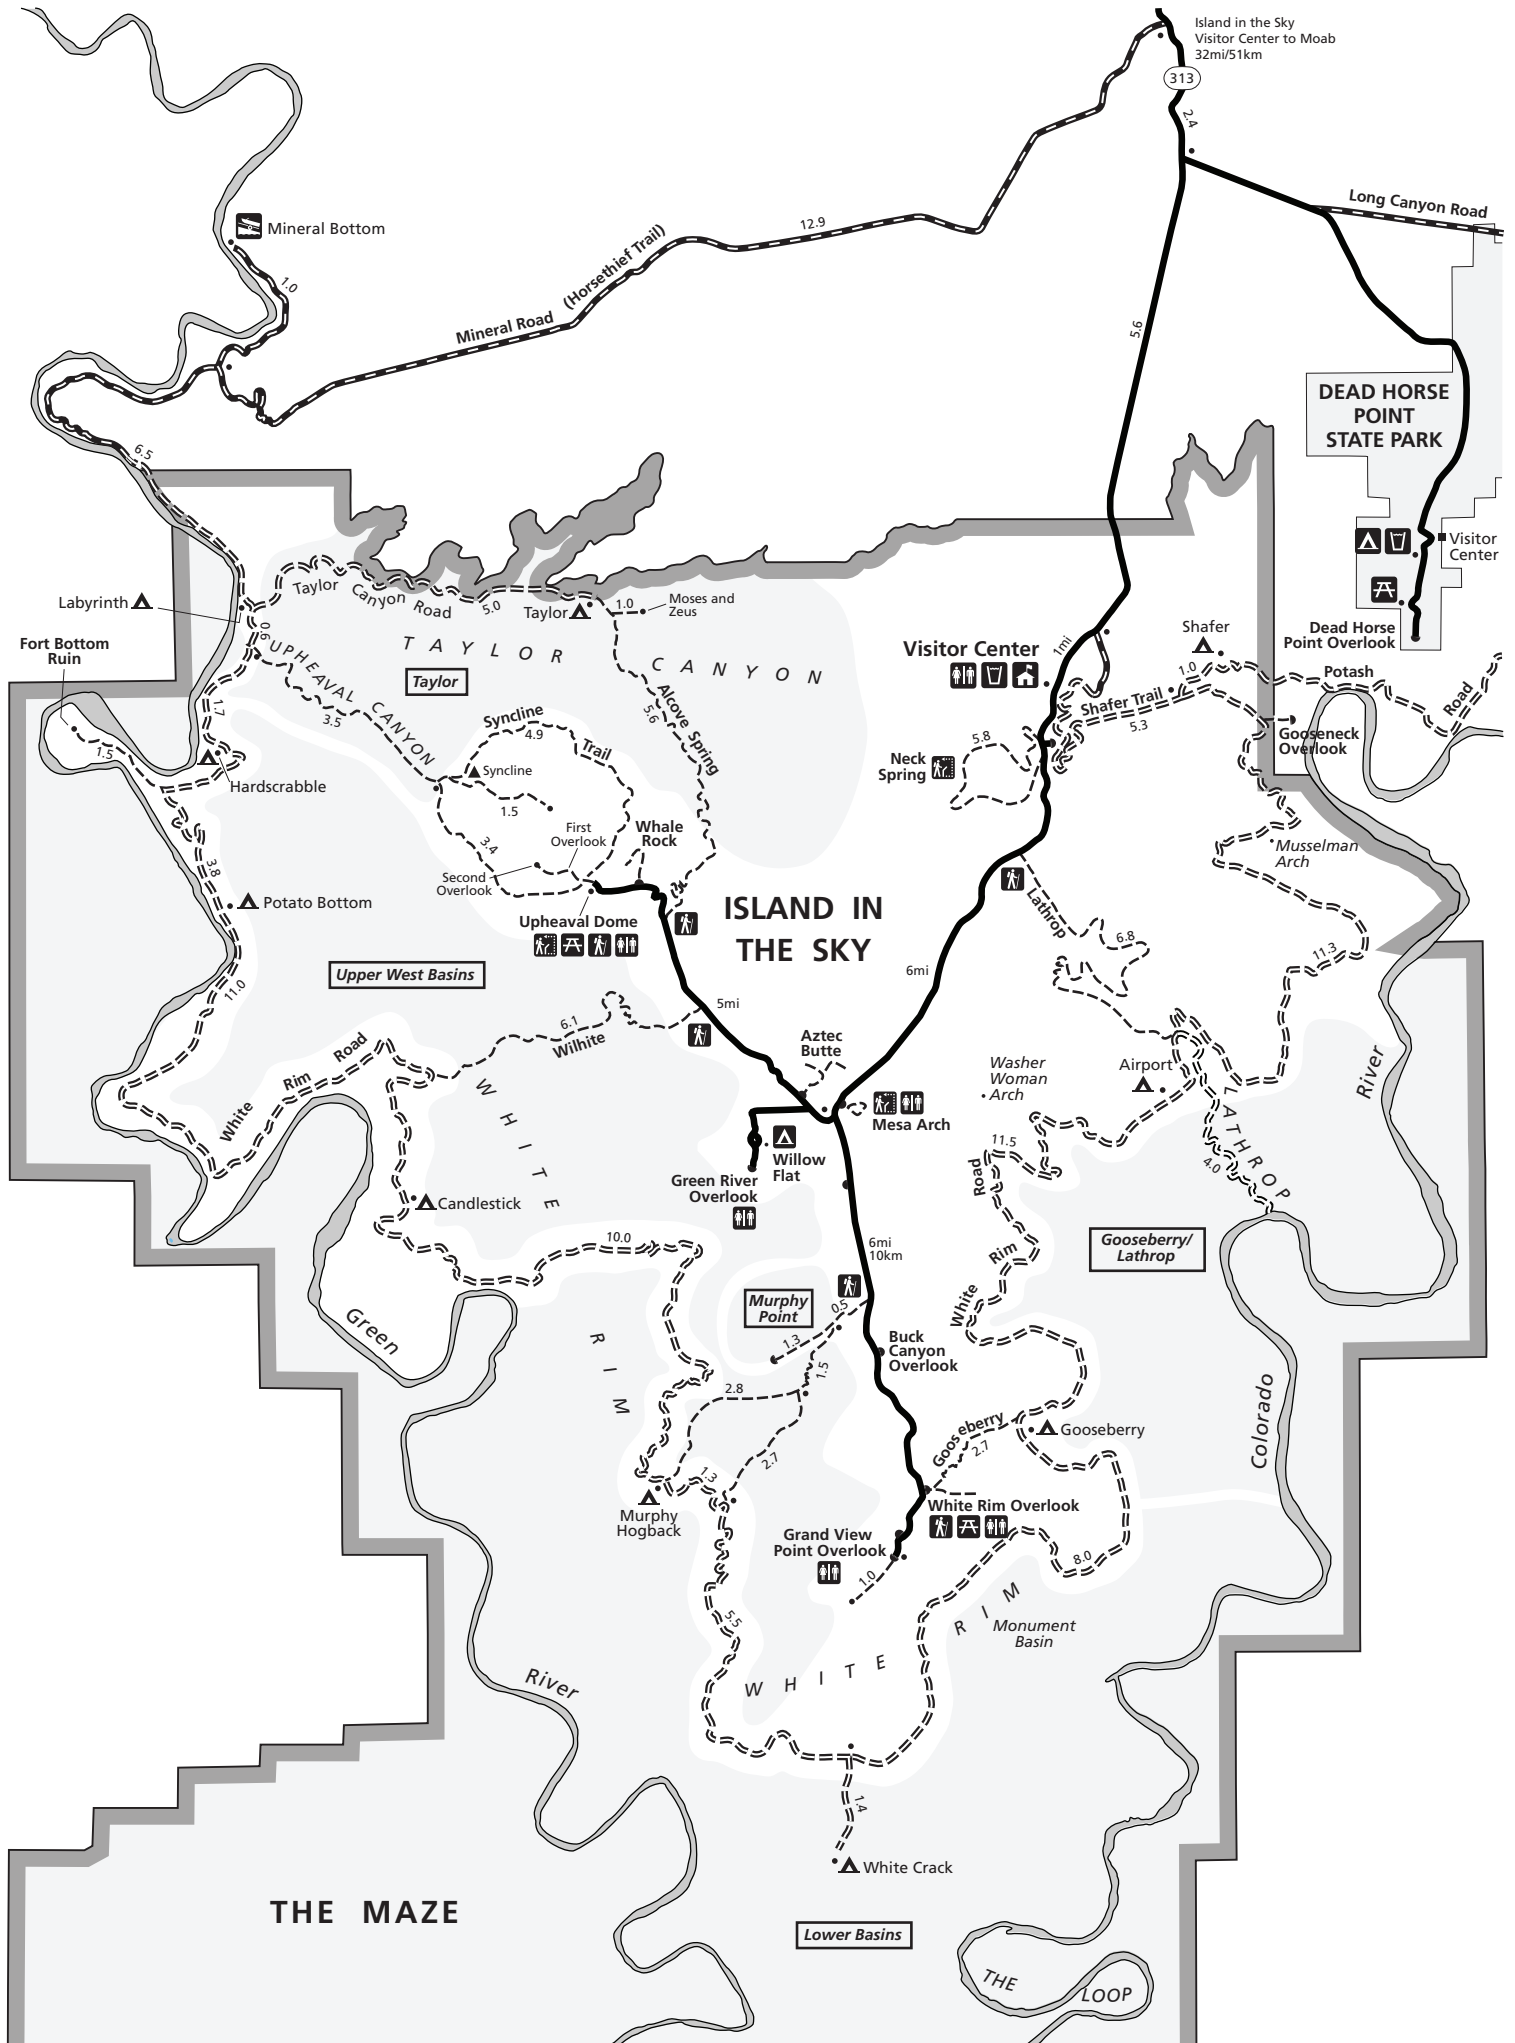 Island in the Sky
Visitor Center to Moab
32mi/51km
313
2.4
Long Canyon Road
Mineral Bottom
12.9
(Horsethief Trail)
1.0
Mineral Road
5.6
DEAD HORSE
POINT
STATE PARK
6.5
Visitor
Center
Labyrinth
Taylor Canyon Road
5.0
Taylor
1.0
Moses and
Zeus
Fort Bottom
Ruin
0.6
UPHEAVAL CANYON
TAYLOR CANYON
Taylor
Visitor Center
1mi
Shafer
Dead Horse
Point Overlook
1.0
Potash
Road
Shafer Trail
5.3
Gooseneck
Overlook
1.7
3.5
Syncline
4.9
Trail
Alcove Spring
5.6
1.5
Hardscrabble
Syncline
1.5
Neck
Spring
5.8
First
Overlook
Whale
Rock
3.4
Second
Overlook
Musselman
Arch
3.8
Potato Bottom
Upheaval Dome
ISLAND IN
THE SKY
Lathrop
6.8
11.3
Upper West Basins
11.0
6mi
5mi
6.1
Wilhite
White Rim Road
Aztec
Butte
Washer
Woman
Arch
Airport
River
Mesa Arch
LATHROP
4.0
11.5
Willow
Flat
Green River
Overlook
Candlestick
WHITE RIM
White Rim Road
Gooseberry/
Lathrop
10.0
6mi
10km
Murphy
Point
0.5
1.3
Green
Buck
Canyon
Overlook
1.5
2.8
Gooseberry
2.7
Gooseberry
Colorado
2.7
1.3
Murphy
Hogback
White Rim Overlook
Grand View
Point Overlook
8.0
1.0
5.5
WHITE RIM
Monument
Basin
River
1.4
White Crack
THE MAZE
Lower Basins
THE LOOP